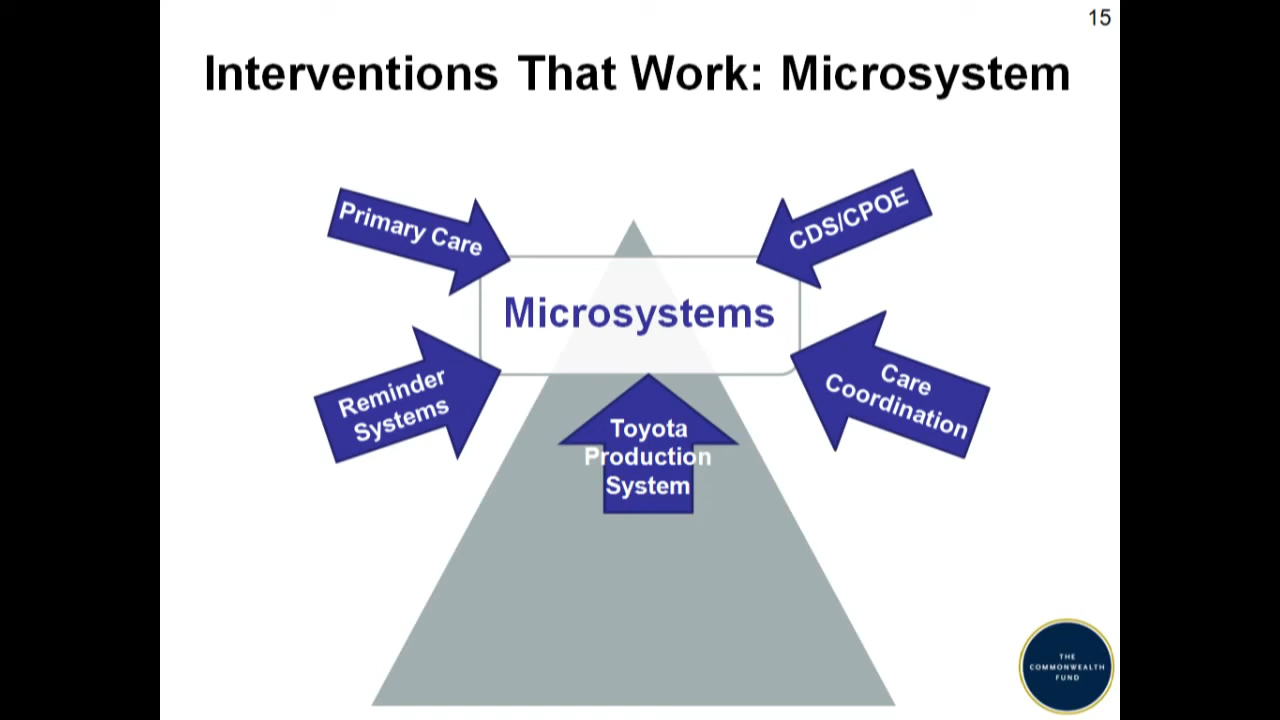 15
Interventions That Work: Microsystem
Primary Care
CDS/CPOE
Microsystems
Reminder
Systems
Care
Coordination
Toyota
Production
System
THE
COMMONWEALTH
FUND